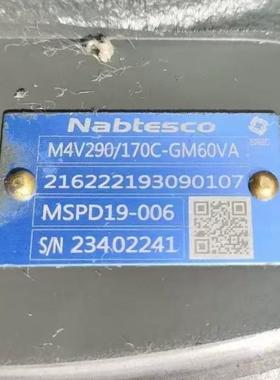 Nabtesco
M4V290/170C-GM60VA
216222193090107
MSPD19-006
S/N 23402241